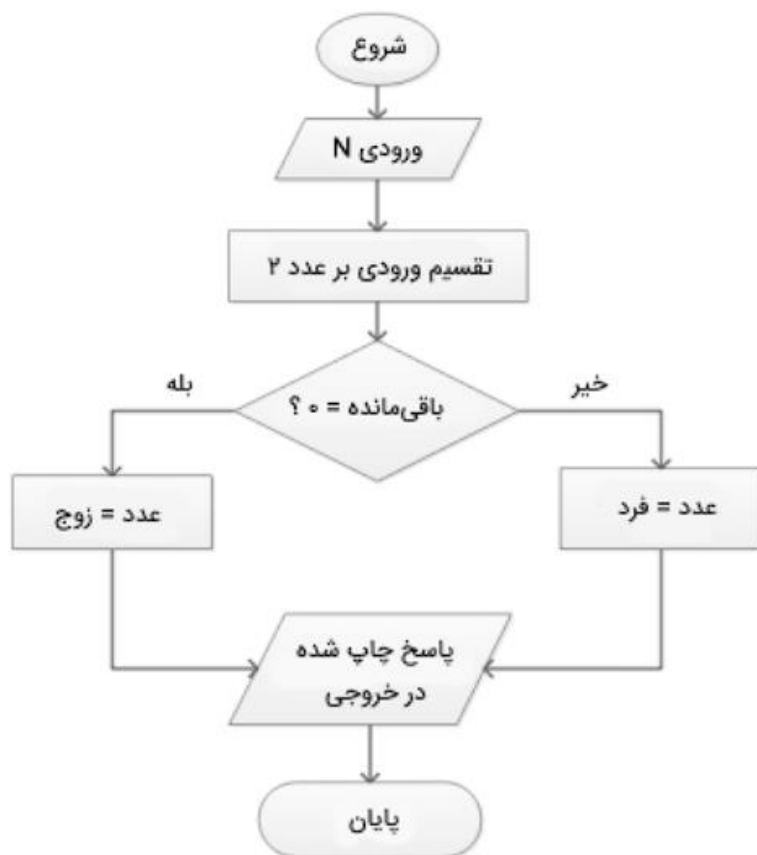 شروع
ورودی N
تقسیم ورودی بر عدد ۲
باقی‌مانده = ۰ ؟
بله
خیر
عدد = زوج
عدد = فرد
پاسخ چاپ شده
در خروجی
پایان